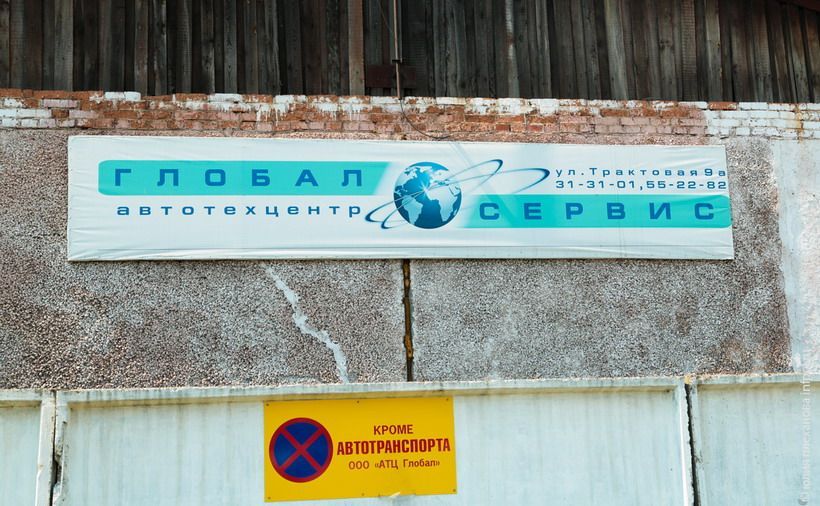 ГЛОБАЛ
ул.Трактовая 9а
31-31-01,55-22-82
автотехцентр
СЕРВИС
КРОМЕ
АВТОТРАНСПОРТА
ООО «АТЦ Глобал»